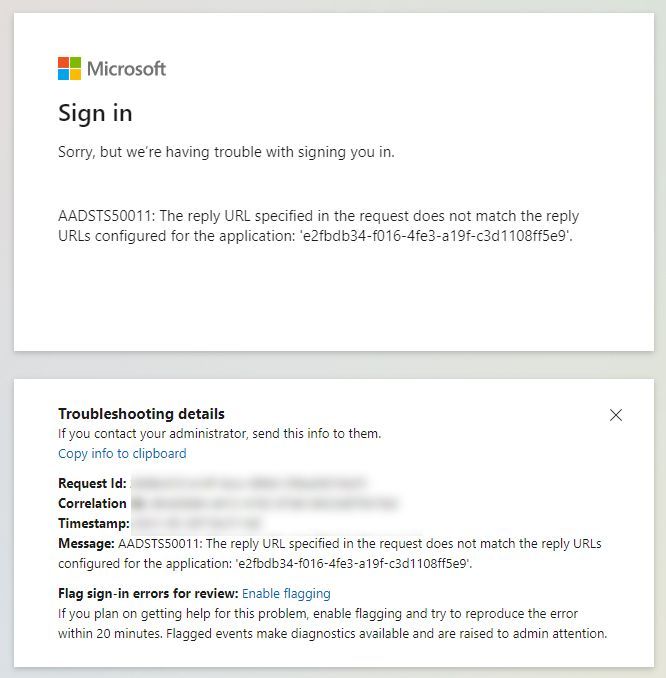 Microsoft
Sign in
Sorry, but we're having trouble with signing you in.
AADSTS50011: The reply URL specified in the request does not match the reply
URLs configured for the application: 'e2fbdb34-f016-4fe3-a19f-c3d1108ff5e9'.
Troubleshooting details
If you contact your administrator, send this info to them.
Copy info to clipboard
Request Id:
Correlation
Timestamp:
Message: AADSTS50011: The reply URL specified in the request does not match the reply URLs
configured for the application: 'e2fbdb34-f016-4fe3-a19f-c3d1108ff5e9'.
Flag sign-in errors for review: Enable flagging
If you plan on getting help for this problem, enable flagging and try to reproduce the error
within 20 minutes. Flagged events make diagnostics available and are raised to admin attention.